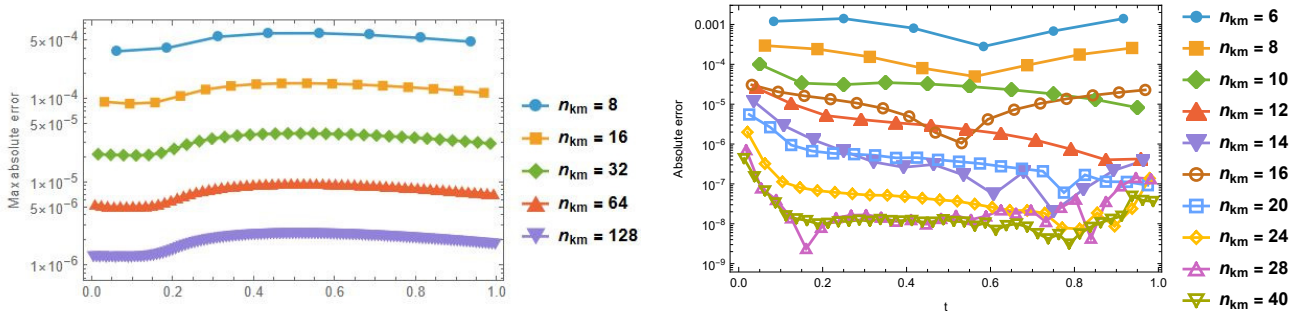 Max absolute error
5×10⁻⁴
1×10⁻⁴
5×10⁻⁵
1×10⁻⁵
5×10⁻⁶
1×10⁻⁶
0.0 0.2 0.4 0.6 0.8 1.0
n_km = 8
n_km = 16
n_km = 32
n_km = 64
n_km = 128
Absolute error
0.001
10⁻⁴
10⁻⁵
10⁻⁶
10⁻⁷
10⁻⁸
10⁻⁹
0.0 0.2 0.4 0.6 0.8 1.0
t
n_km = 6
n_km = 8
n_km = 10
n_km = 12
n_km = 14
n_km = 16
n_km = 20
n_km = 24
n_km = 28
n_km = 40